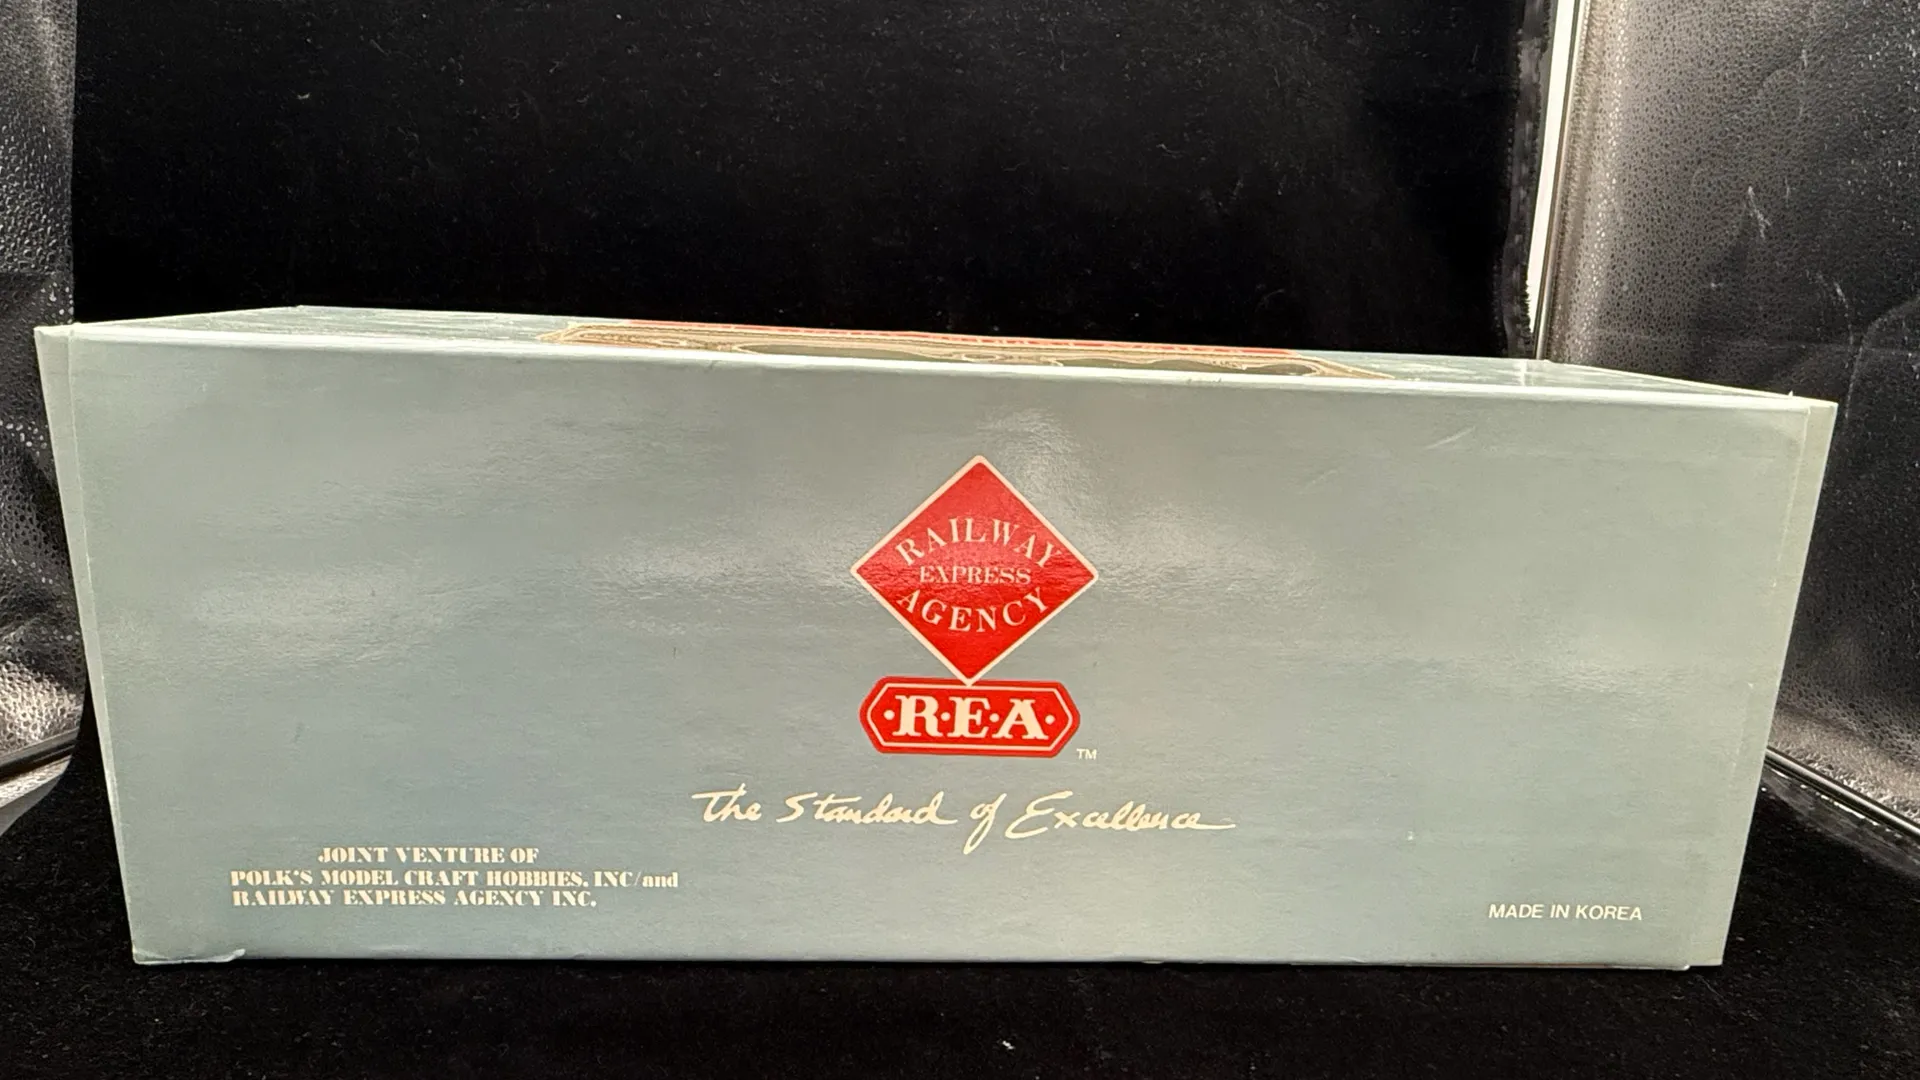 RAILWAY
EXPRESS
AGENCY
·R·E·A·
TM
The Standard of Excellence
JOINT VENTURE OF
POLK'S MODEL CRAFT HOBBIES, INC/and
RAILWAY EXPRESS AGENCY INC.
MADE IN KOREA